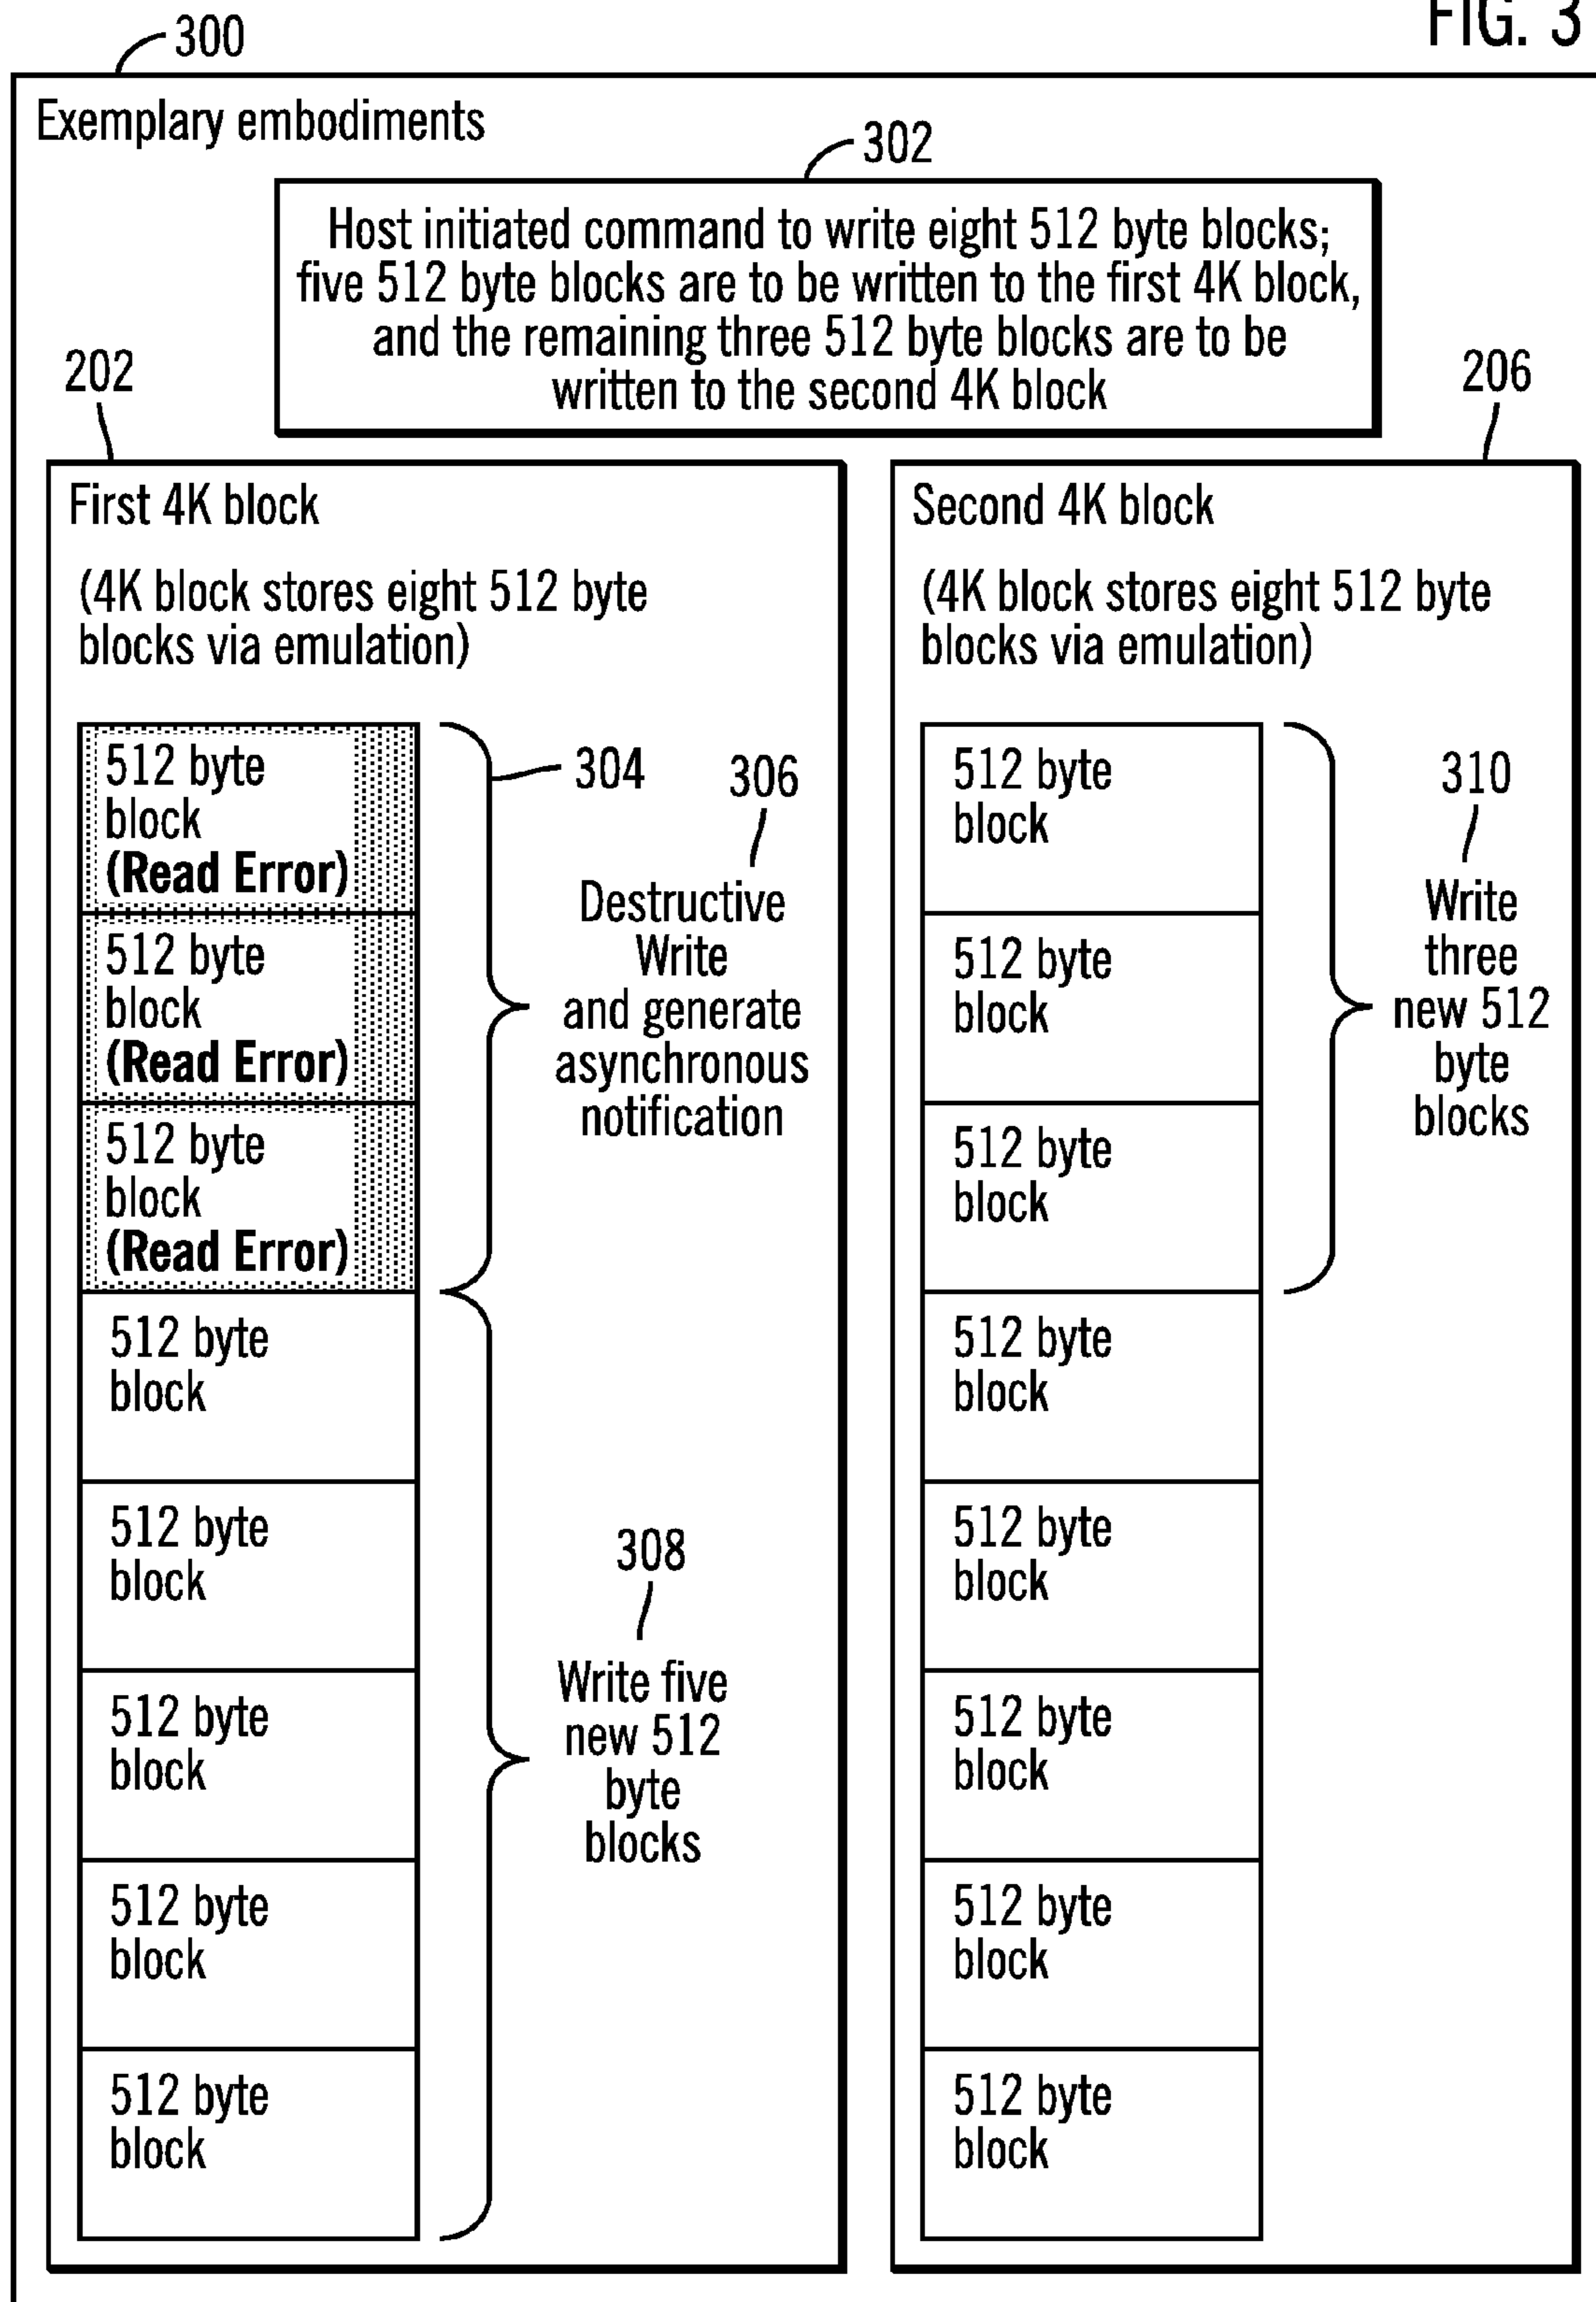 FIG. 3
300
Exemplary embodiments
302
Host initiated command to write eight 512 byte blocks;
five 512 byte blocks are to be written to the first 4K block,
and the remaining three 512 byte blocks are to be
written to the second 4K block
202
206
First 4K block
(4K block stores eight 512 byte
blocks via emulation)
512 byte
block
(Read Error)
512 byte
block
(Read Error)
512 byte
block
(Read Error)
512 byte
block
512 byte
block
512 byte
block
512 byte
block
512 byte
block
304
306
Destructive
Write
and generate
asynchronous
notification
308
Write five
new 512
byte
blocks
Second 4K block
(4K block stores eight 512 byte
blocks via emulation)
512 byte
block
512 byte
block
512 byte
block
512 byte
block
512 byte
block
512 byte
block
512 byte
block
512 byte
block
310
Write
three
new 512
byte
blocks